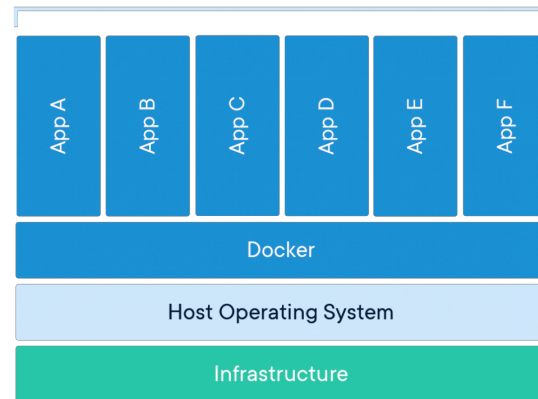 App A
App B
App C
App D
App E
App F
Docker
Host Operating System
Infrastructure